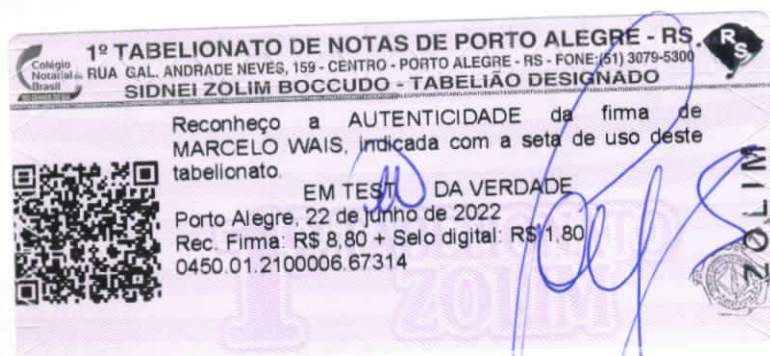 1º TABELIONATO DE NOTAS DE PORTO ALEGRE - RS.
Colégio Notarial do Brasil
RUA GAL. ANDRADE NEVES, 159 - CENTRO - PORTO ALEGRE - RS - FONE:(51) 3079-5300
SIDNEI ZOLIM BOCCUDO - TABELIÃO DESIGNADO
RS
Reconheço a AUTENTICIDADE da firma de
MARCELO WAIS, indicada com a seta de uso deste
tabelionato.
EM TEST. DA VERDADE
Porto Alegre, 22 de junho de 2022
Rec. Firma: R$ 8,80 + Selo digital: R$ 1,80
0450.01.2100006.67314
ZOLIM
1
ZOLIM